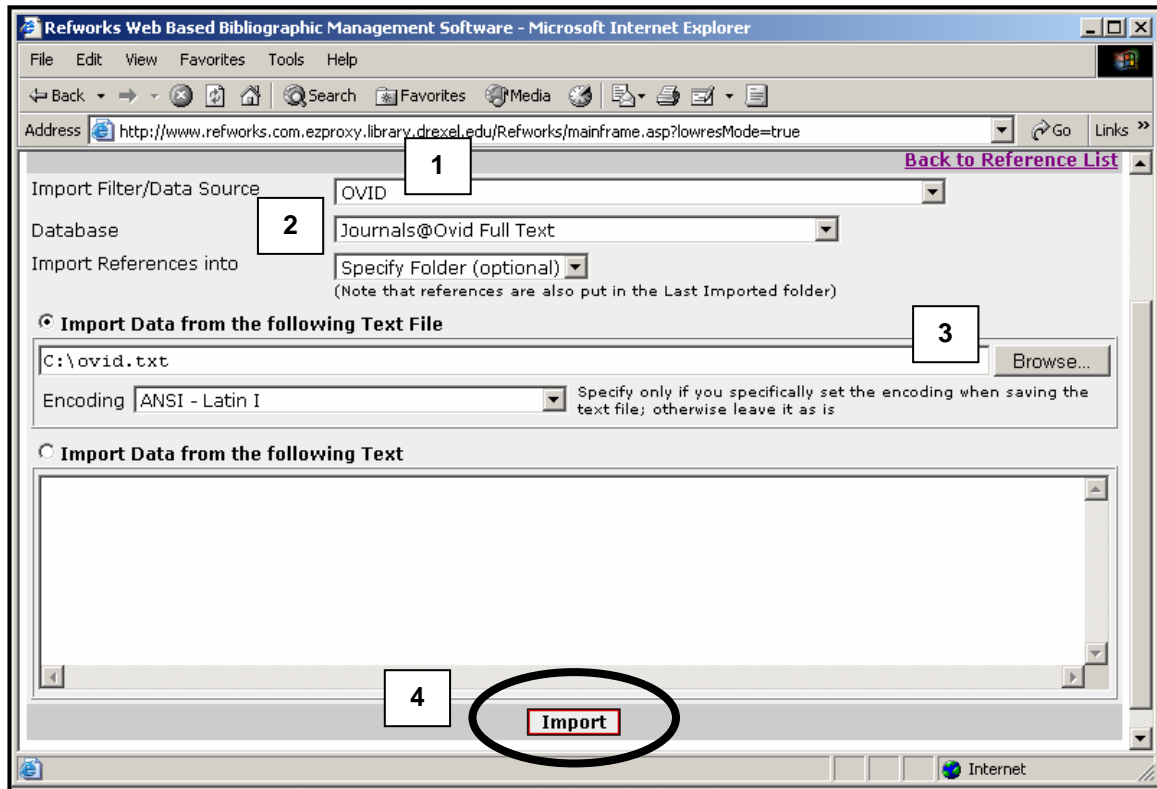 Refworks Web Based Bibliographic Management Software - Microsoft Internet Explorer
File Edit View Favorites Tools Help
Back Search Favorites Media
Address http://www.refworks.com.ezproxy.library.drexel.edu/Refworks/mainframe.asp?lowresMode=true Go Links »
1
Back to Reference List
Import Filter/Data Source OVID
2
Database Journals@Ovid Full Text
Import References into Specify Folder (optional)
(Note that references are also put in the Last Imported folder)
Import Data from the following Text File
3
C:\ovid.txt Browse...
Encoding ANSI - Latin I Specify only if you specifically set the encoding when saving the
text file; otherwise leave it as is
Import Data from the following Text
4
Import
Internet